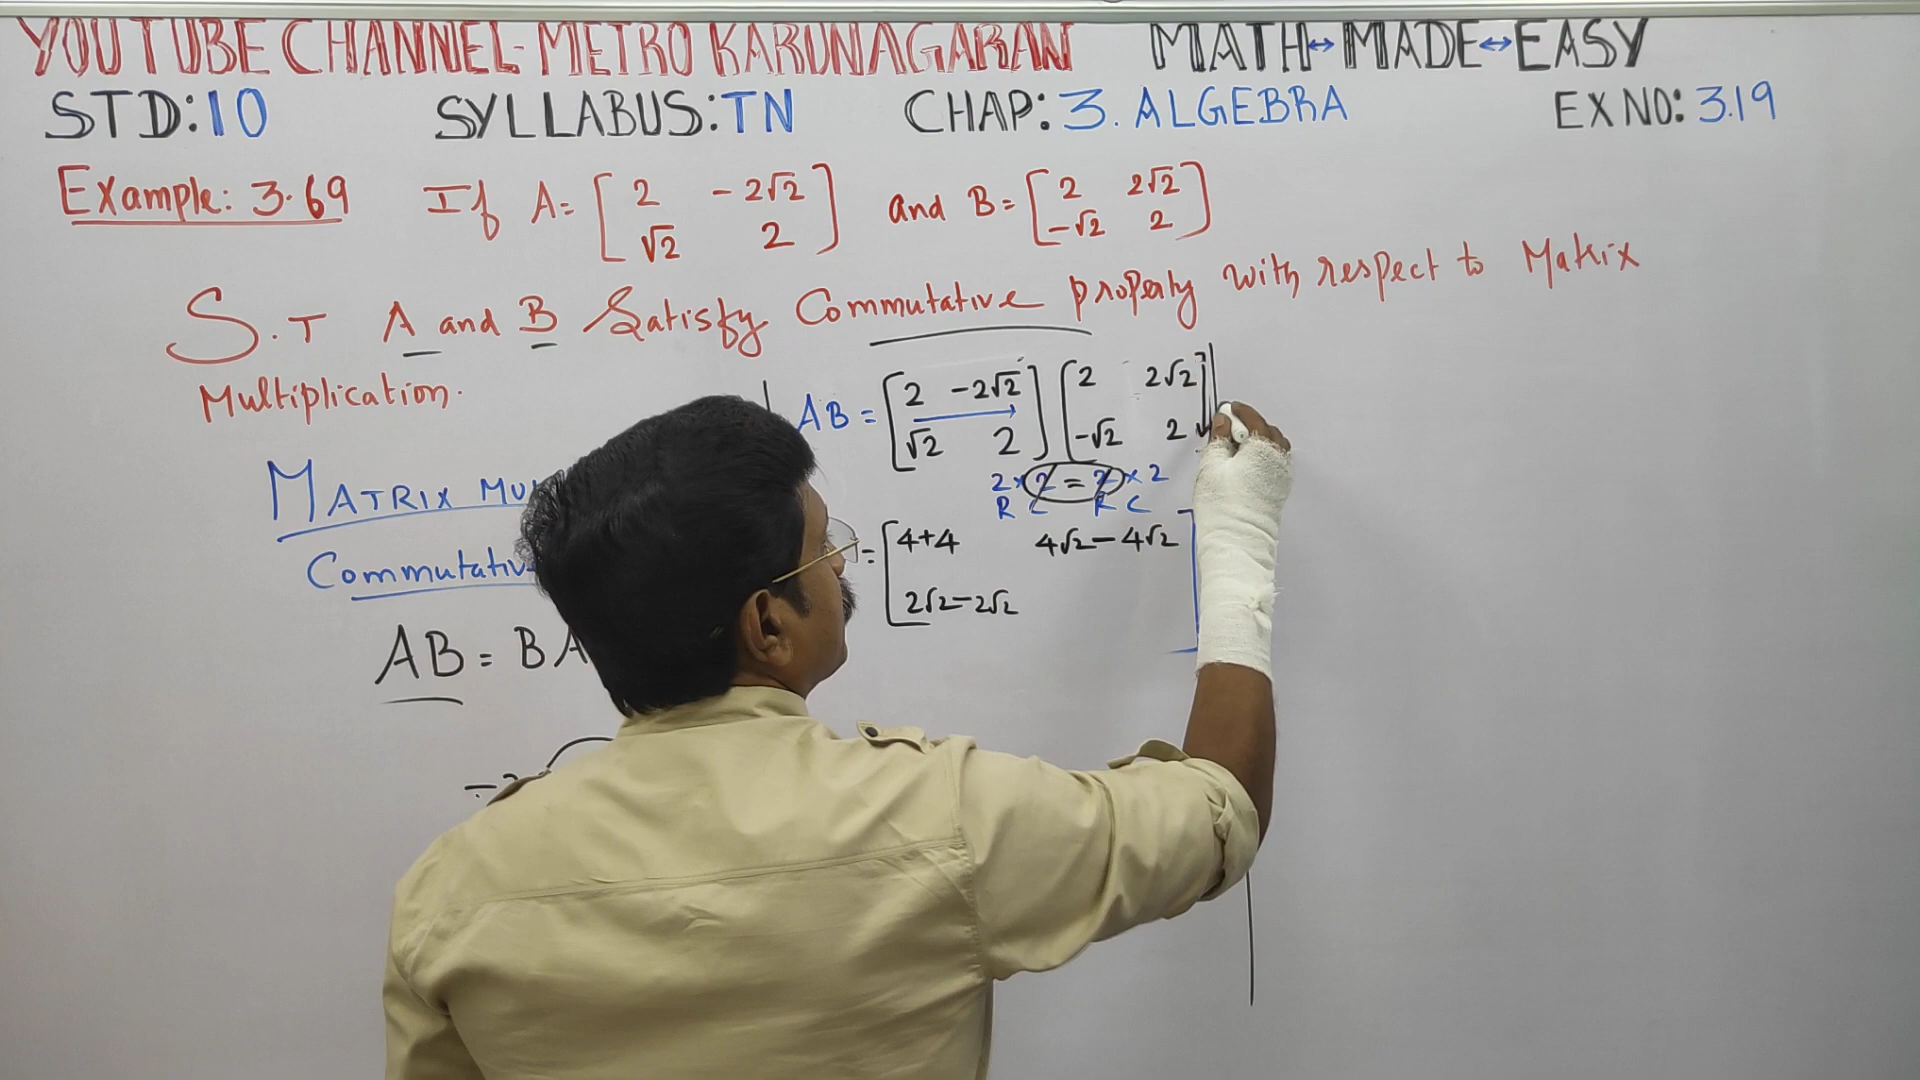 YOUTUBE CHANNEL-METRO KARUNAGARAN MATH↔MADE↔EASY
STD:10 SYLLABUS:TN CHAP: 3. ALGEBRA EX NO: 3.19
Example: 3.69 If A= [2 -2√2 and B= [2 2√2
√2 2] -√2 2]
S.T A and B Satisfy Commutative property with respect to Matrix
Multiplication.
AB = [2 -2√2 [2 2√2
√2 2] -√2 2]
2×2 = 2×2
R C R C
MATRIX
= [4+4 4√2-4√2
2√2-2√2 ]
AB = BA